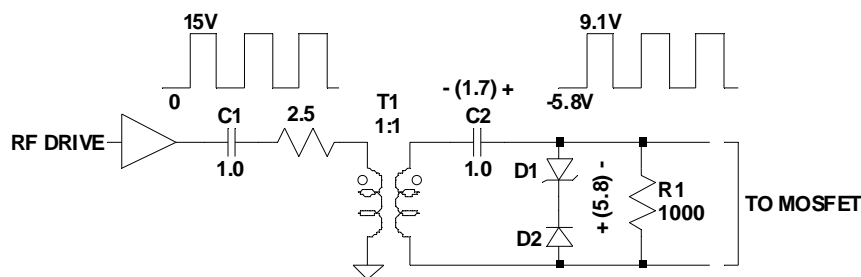 15V
0
9.1V
-5.8V
RF DRIVE
C1
1.0
2.5
T1
1:1
- (1.7) +
C2
1.0
D1
D2
+ (5.8) -
R1
1000
TO MOSFET